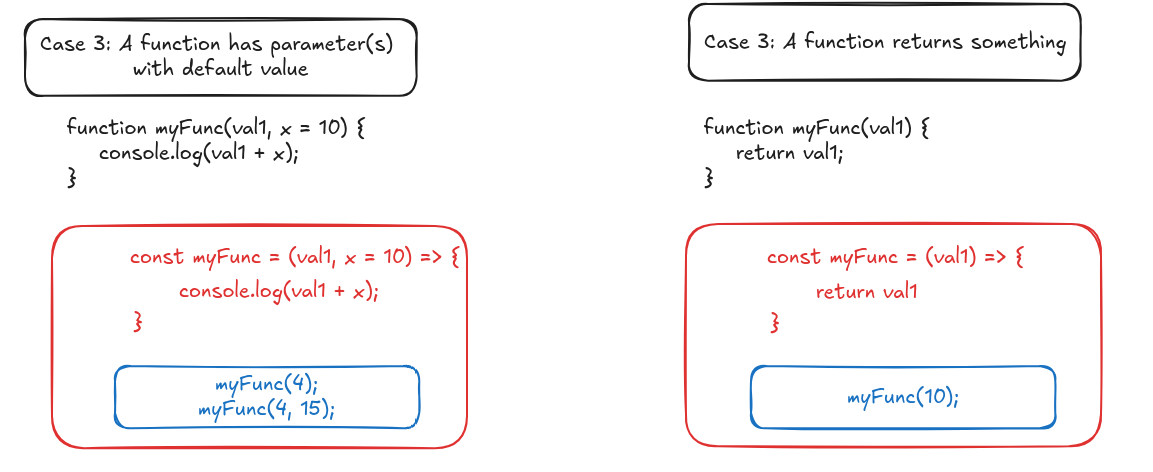 Case 3: A function has parameter(s)
with default value
function myFunc(val1, x = 10) {
console.log(val1 + x);
}
const myFunc = (val1, x = 10) => {
console.log(val1 + x);
}
myFunc(4);
myFunc(4, 15);
Case 3: A function returns something
function myFunc(val1) {
return val1;
}
const myFunc = (val1) => {
return val1
}
myFunc(10);